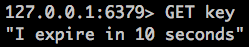 127.0.0.1:6379> GET key
"I expire in 10 seconds"